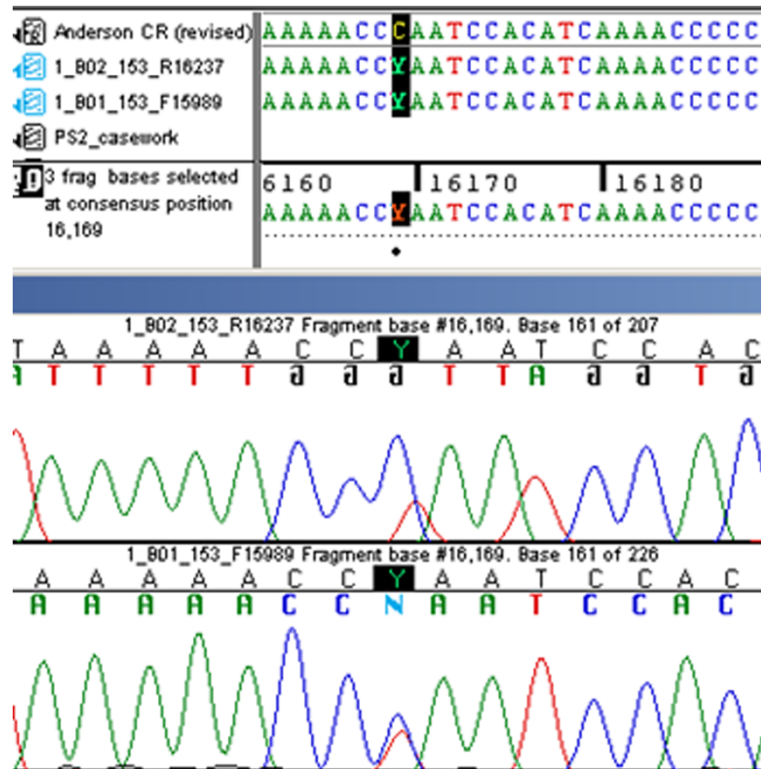 Anderson CR (revised) AAAAACCCAATCCACATCAAAACCCCC
1_B02_153_R16237 AAAAACCYAATCCACATCAAAACCCCC
1_B01_153_F15989 AAAAACCYAATCCACATCAAAACCCCC
PS2_casework
3 frag bases selected
at consensus position
16,169
6160 16170 16180
AAAAACCYAATCCACATCAAAACCCCC
1_B02_153_R16237 Fragment base #16,169. Base 161 of 207
T A A A A A C C Y A A T C C A C
A T T T T T G G G T T A G G T G
1_B01_153_F15989 Fragment base #16,169. Base 161 of 226
A A A A A C C Y A A T C C A C
A A A A A C C N A A T C C A C